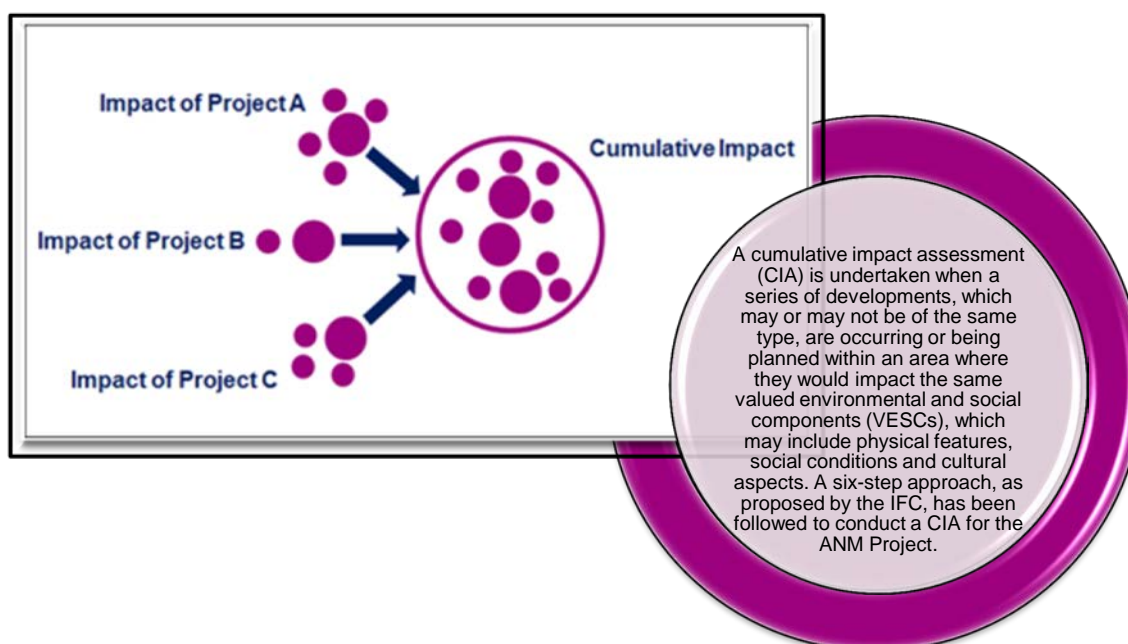 Impact of Project A
Cumulative Impact
Impact of Project B
Impact of Project C
A cumulative impact assessment
(CIA) is undertaken when a
series of developments, which
may or may not be of the same
type, are occurring or being
planned within an area where
they would impact the same
valued environmental and social
components (VESCs), which
may include physical features,
social conditions and cultural
aspects. A six-step approach, as
proposed by the IFC, has been
followed to conduct a CIA for the
ANM Project.